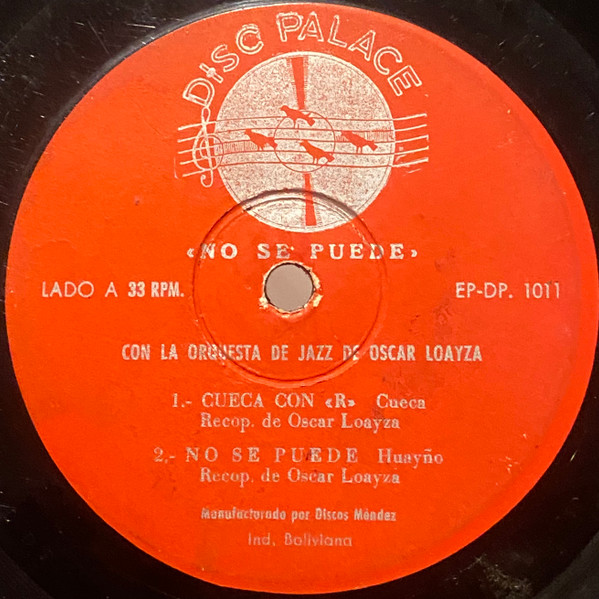 DISC PALACE
«NO SE PUEDE»
LADO A 33 RPM. EP-DP. 1011
CON LA ORQUESTA DE JAZZ DE OSCAR LOAYZA
1.- CUECA CON «R» Cueca
Recop. de Oscar Loayza
2.- NO SE PUEDE Huayño
Recop. de Oscar Loayza
Manufacturado por Discos Méndez
Ind. Boliviana